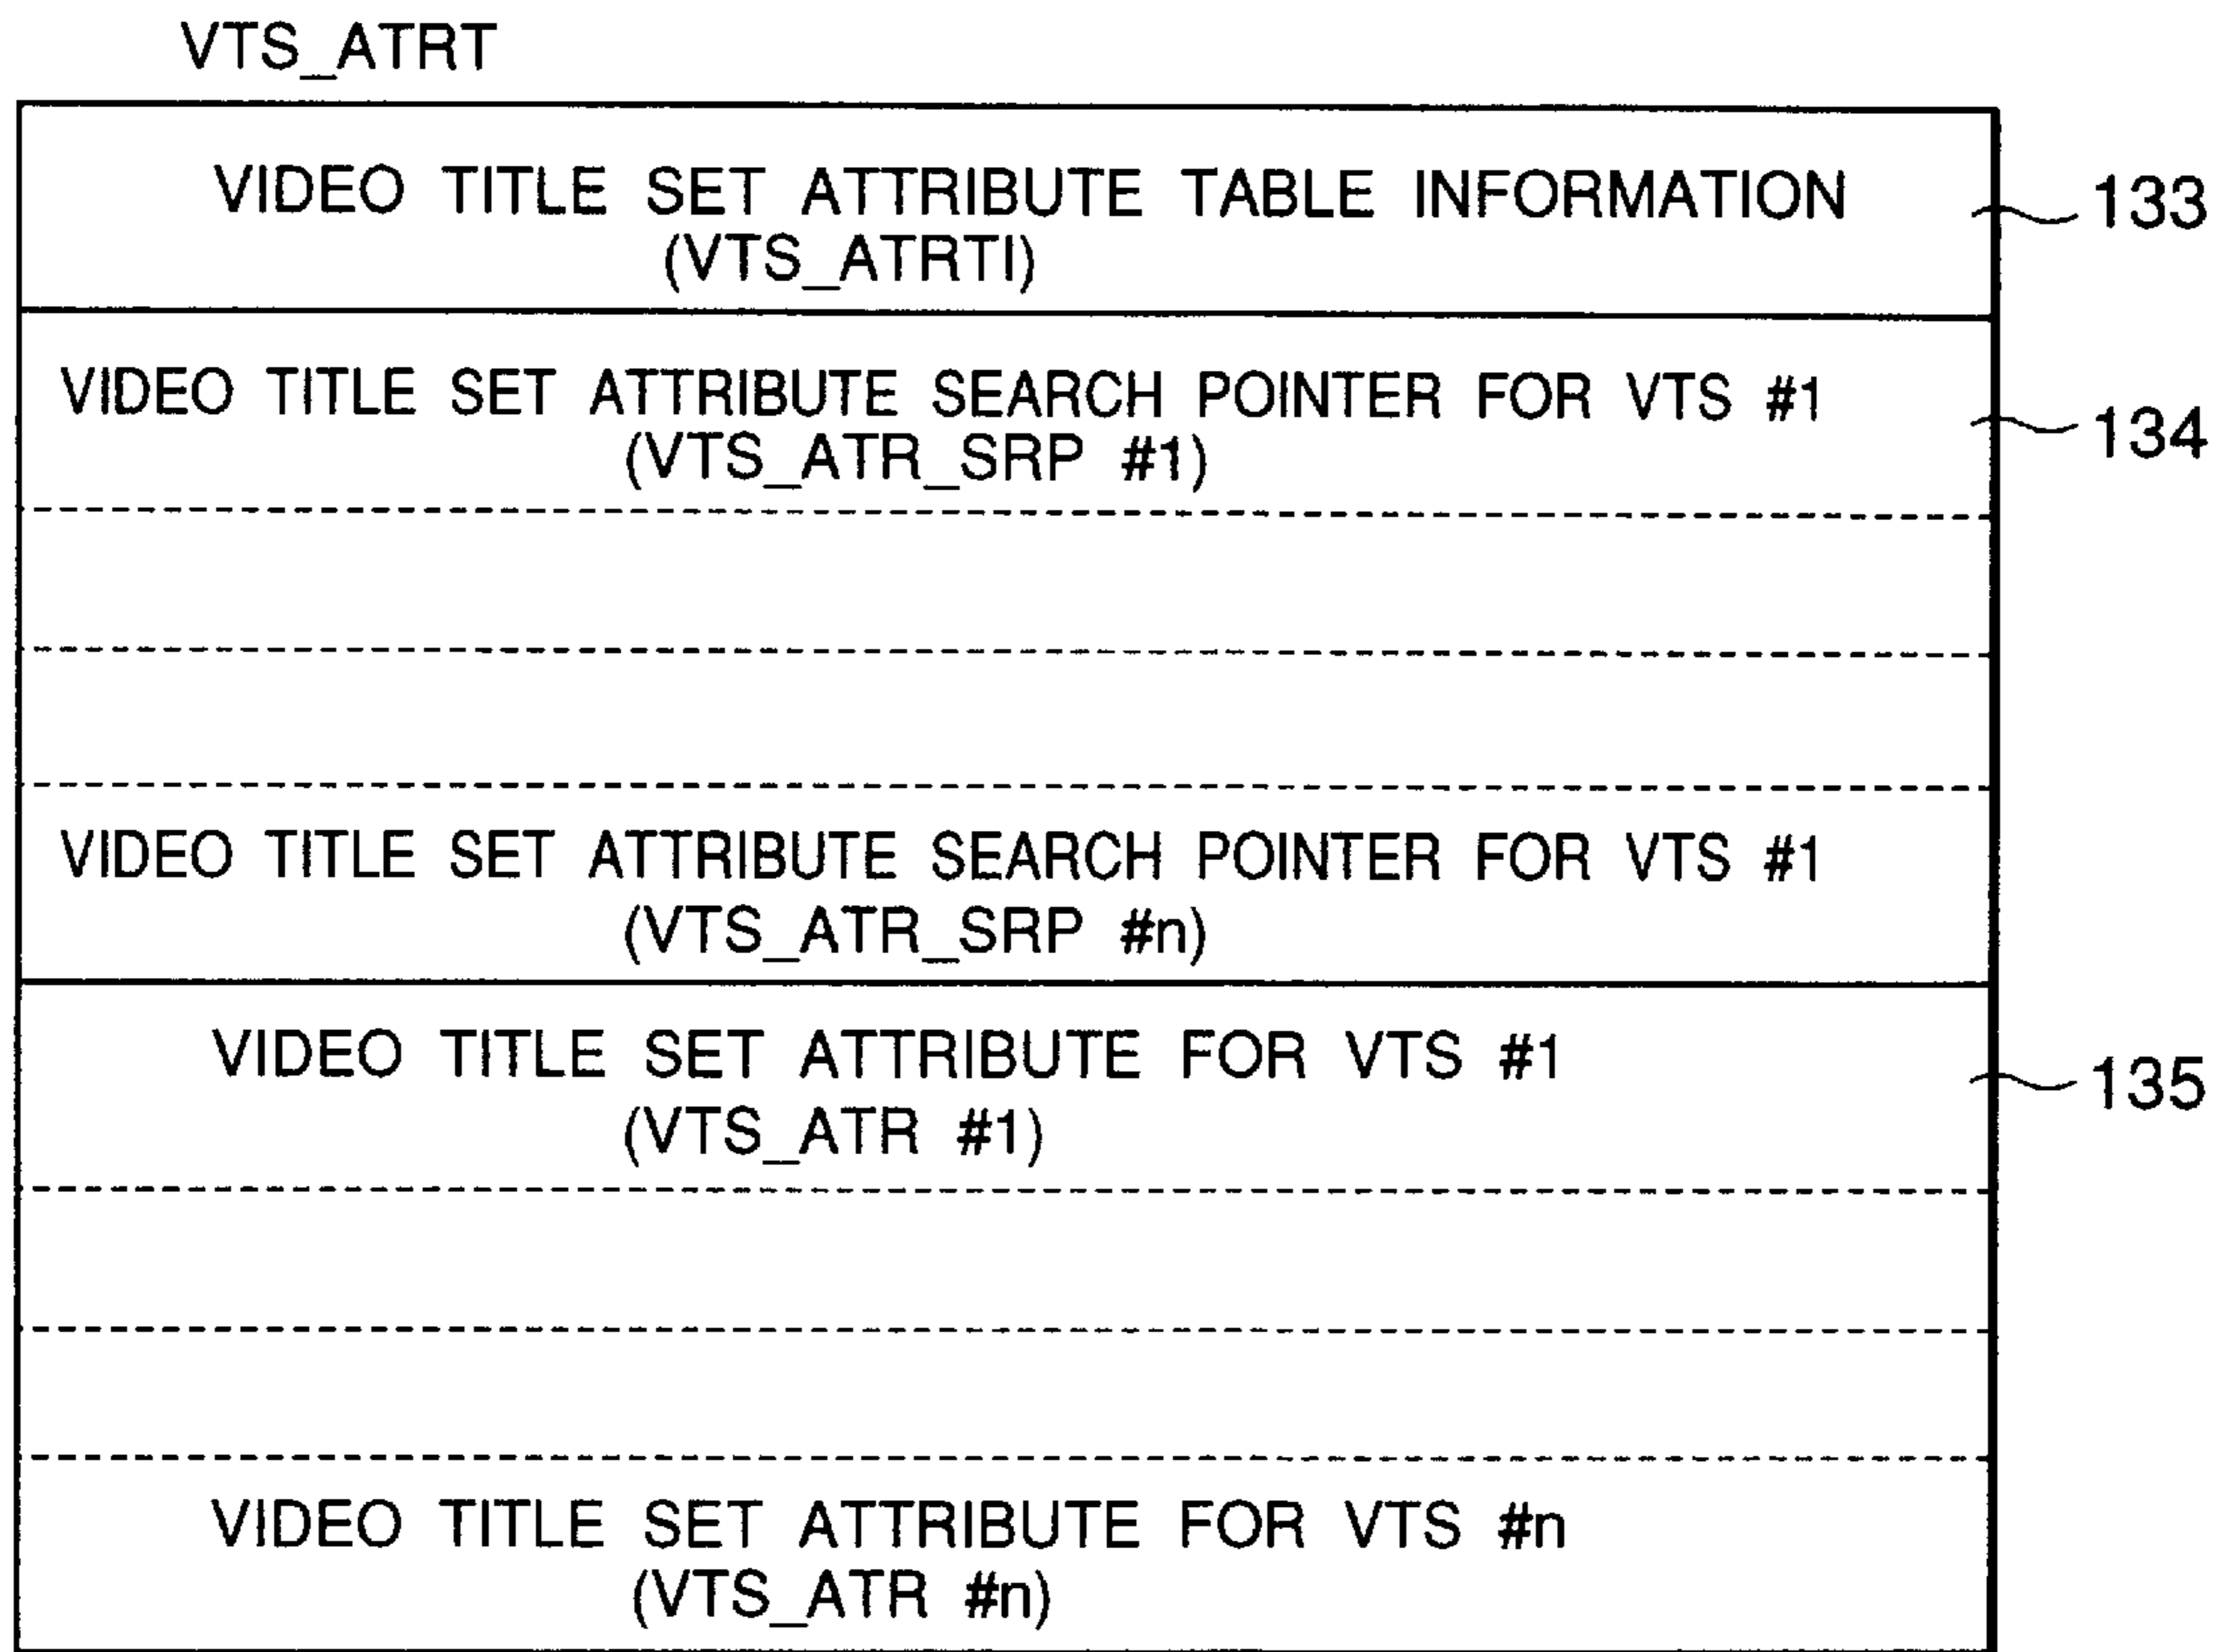 VTS_ATRT
VIDEO TITLE SET ATTRIBUTE TABLE INFORMATION
(VTS_ATRTI)
133
VIDEO TITLE SET ATTRIBUTE SEARCH POINTER FOR VTS #1
(VTS_ATR_SRP #1)
134
VIDEO TITLE SET ATTRIBUTE SEARCH POINTER FOR VTS #1
(VTS_ATR_SRP #n)
VIDEO TITLE SET ATTRIBUTE FOR VTS #1
(VTS_ATR #1)
135
VIDEO TITLE SET ATTRIBUTE FOR VTS #n
(VTS_ATR #n)